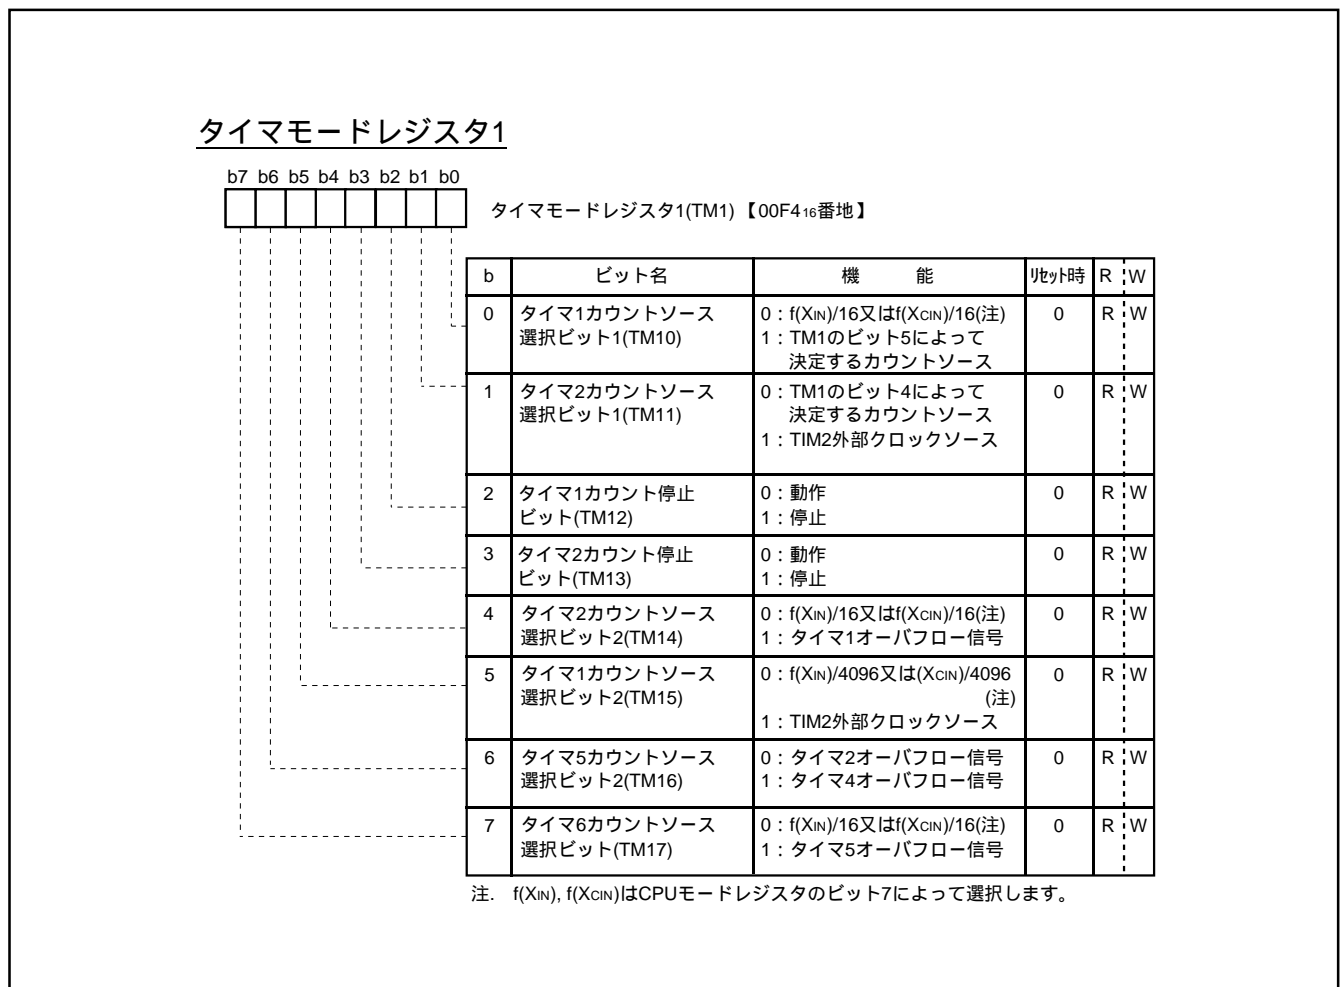 タイマモードレジスタ1
b7 b6 b5 b4 b3 b2 b1 b0
タイマモードレジスタ1(TM1)【00F4₁₆番地】
b ビット名 機 能 ﾘｾｯﾄ時 R W
0 タイマ1カウントソース 0：f(XIN)/16又はf(XCIN)/16(注) 0 R W
選択ビット1(TM10) 1：TM1のビット5によって
決定するカウントソース
1 タイマ2カウントソース 0：TM1のビット4によって 0 R W
選択ビット1(TM11) 決定するカウントソース
1：TIM2外部クロックソース
2 タイマ1カウント停止 0：動作 0 R W
ビット(TM12) 1：停止
3 タイマ2カウント停止 0：動作 0 R W
ビット(TM13) 1：停止
4 タイマ2カウントソース 0：f(XIN)/16又はf(XCIN)/16(注) 0 R W
選択ビット2(TM14) 1：タイマ1オーバフロー信号
5 タイマ1カウントソース 0：f(XIN)/4096又は(XCIN)/4096 0 R W
選択ビット2(TM15) (注)
1：TIM2外部クロックソース
6 タイマ5カウントソース 0：タイマ2オーバフロー信号 0 R W
選択ビット2(TM16) 1：タイマ4オーバフロー信号
7 タイマ6カウントソース 0：f(XIN)/16又はf(XCIN)/16(注) 0 R W
選択ビット(TM17) 1：タイマ5オーバフロー信号
注. f(XIN), f(XCIN)はCPUモードレジスタのビット7によって選択します。